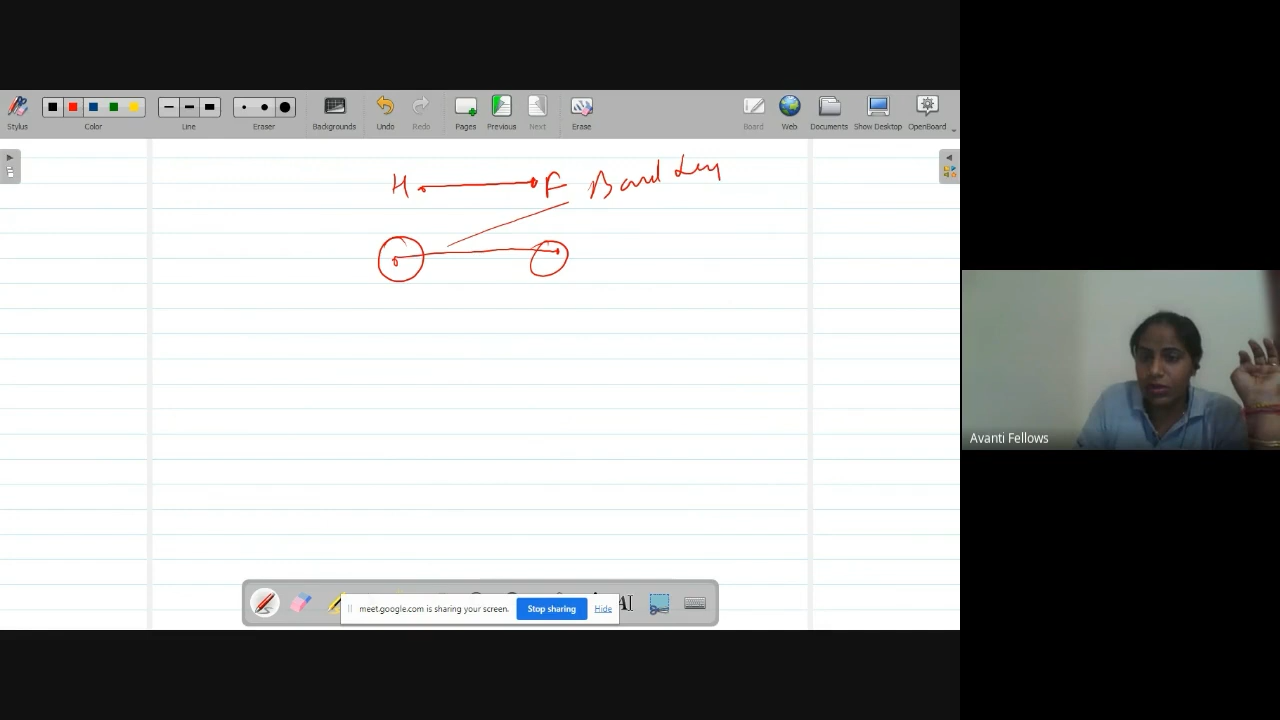 Stylus Color Line Eraser Backgrounds Undo Redo Pages Previous Next Erase Board Web Documents Show Desktop OpenBoard
H F Bond Len
Avanti Fellows
meet.google.com is sharing your screen. Stop sharing Hide AI